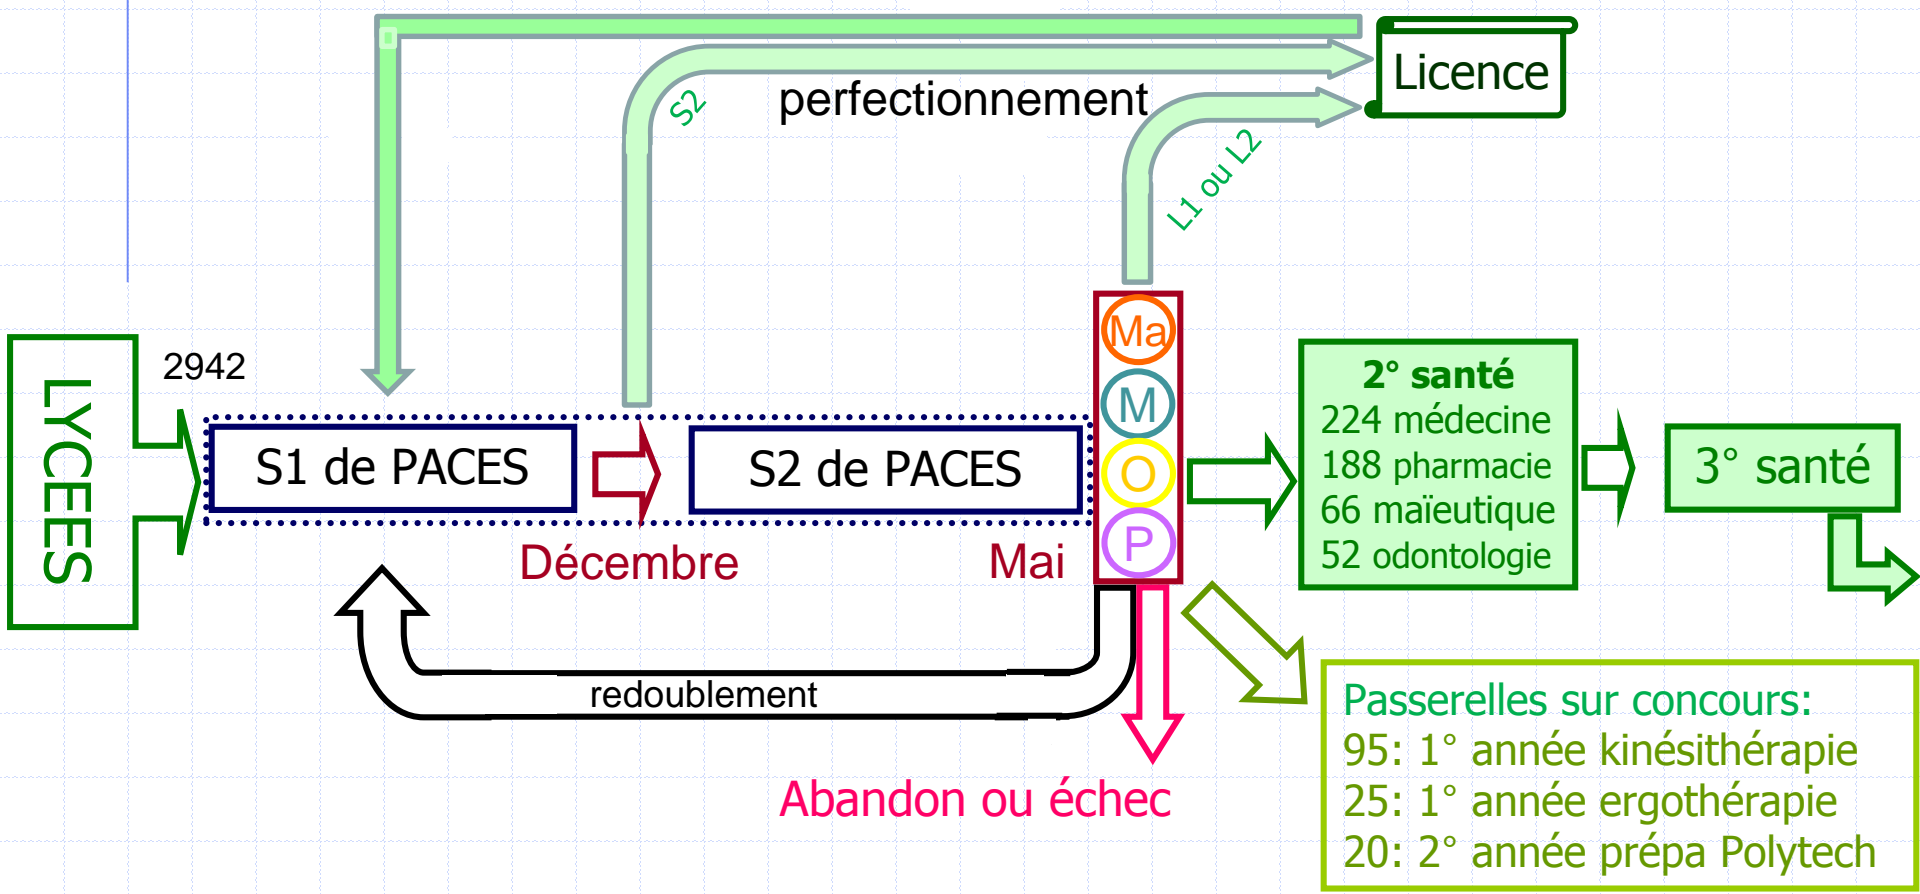 Licence
perfectionnement
S2
L1 ou L2
LYCEES
2942
S1 de PACES
S2 de PACES
Ma
M
O
P
Décembre
Mai
2° santé
224 médecine
188 pharmacie
66 maïeutique
52 odontologie
3° santé
redoublement
Abandon ou échec
Passerelles sur concours:
95: 1° année kinésithérapie
25: 1° année ergothérapie
20: 2° année prépa Polytech